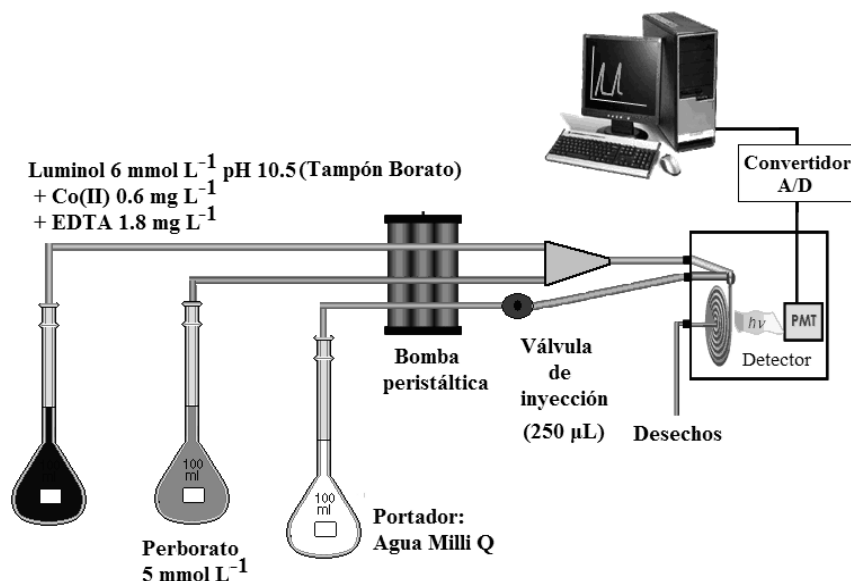 Luminol 6 mmol L⁻¹ pH 10.5 (Tampón Borato)
+ Co(II) 0.6 mg L⁻¹
+ EDTA 1.8 mg L⁻¹
Convertidor
A/D
hν
PMT
Detector
Bomba
peristáltica
Válvula
de
inyección
(250 µL)
Desechos
100
ml
100
ml
100
ml
Perborato
5 mmol L⁻¹
Portador:
Agua Milli Q